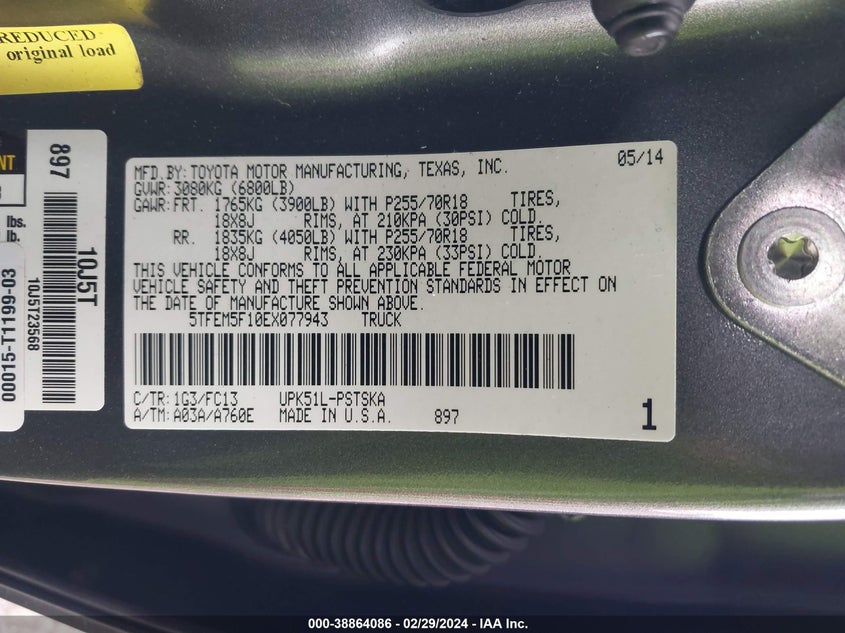 REDUCED
original load
NT
lbs.
lb.
897
10J5T
10J5T23568
00015-T1199-03
MFD.BY: TOYOTA MOTOR MANUFACTURING, TEXAS, INC. 05/14
GVWR: 3080KG (6800LB)
GAWR: FRT. 1765KG (3900LB) WITH P255/70R18 TIRES,
18X8J RIMS, AT 210KPA (30PSI) COLD.
RR. 1835KG (4050LB) WITH P255/70R18 TIRES,
18X8J RIMS, AT 230KPA (33PSI) COLD.
THIS VEHICLE CONFORMS TO ALL APPLICABLE FEDERAL MOTOR
VEHICLE SAFETY AND THEFT PREVENTION STANDARDS IN EFFECT ON
THE DATE OF MANUFACTURE SHOWN ABOVE.
5TFEM5F10EX077943 TRUCK
C/TR: 1G3/FC13 UPK51L-PSTSKA
A/TM: A03A/A760E MADE IN U.S.A. 897 1
000-38864086 - 02/29/2024 - IAA Inc.